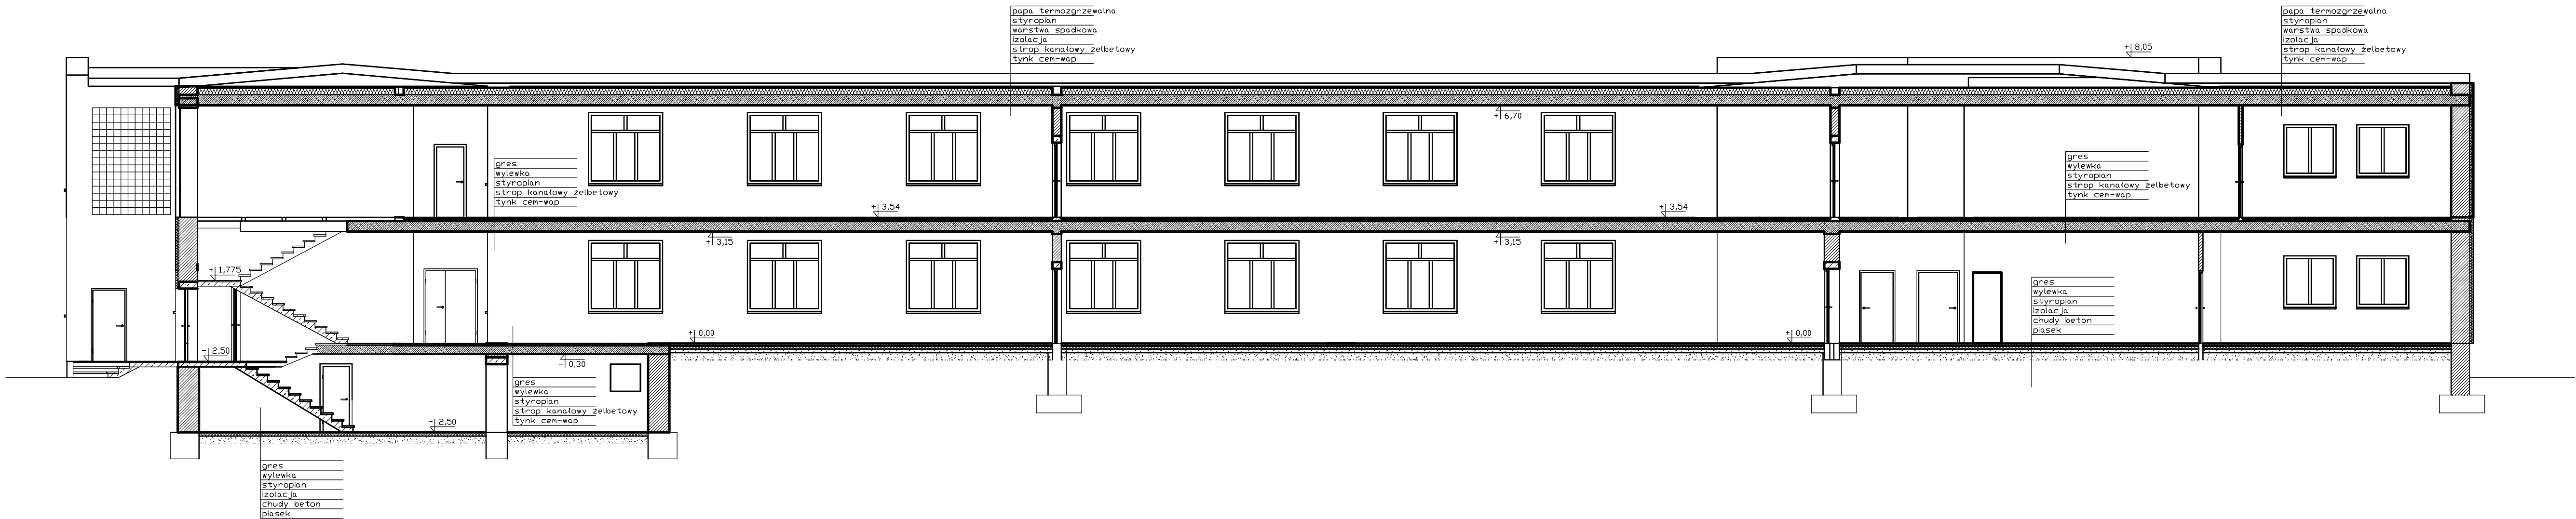 papa termozgrzewalna
styropian
warstwa spadkowa
izolacja
strop kanałowy żelbetowy
tynk cem-wap
papa termozgrzewalna
styropian
warstwa spadkowa
izolacja
strop kanałowy żelbetowy
tynk cem-wap
+| 8,05
+| 6,70
gres
wylewka
styropian
strop kanałowy żelbetowy
tynk cem-wap
gres
wylewka
styropian
strop kanałowy żelbetowy
tynk cem-wap
+| 3,54
+| 3,54
+| 3,15
+| 3,15
+| 1,775
gres
wylewka
styropian
izolacja
chudy beton
piasek
+| 0,00
+| 0,00
-| 2,50
-| 0,30
gres
wylewka
styropian
strop kanałowy żelbetowy
tynk cem-wap
-| 2,50
gres
wylewka
styropian
izolacja
chudy beton
piasek